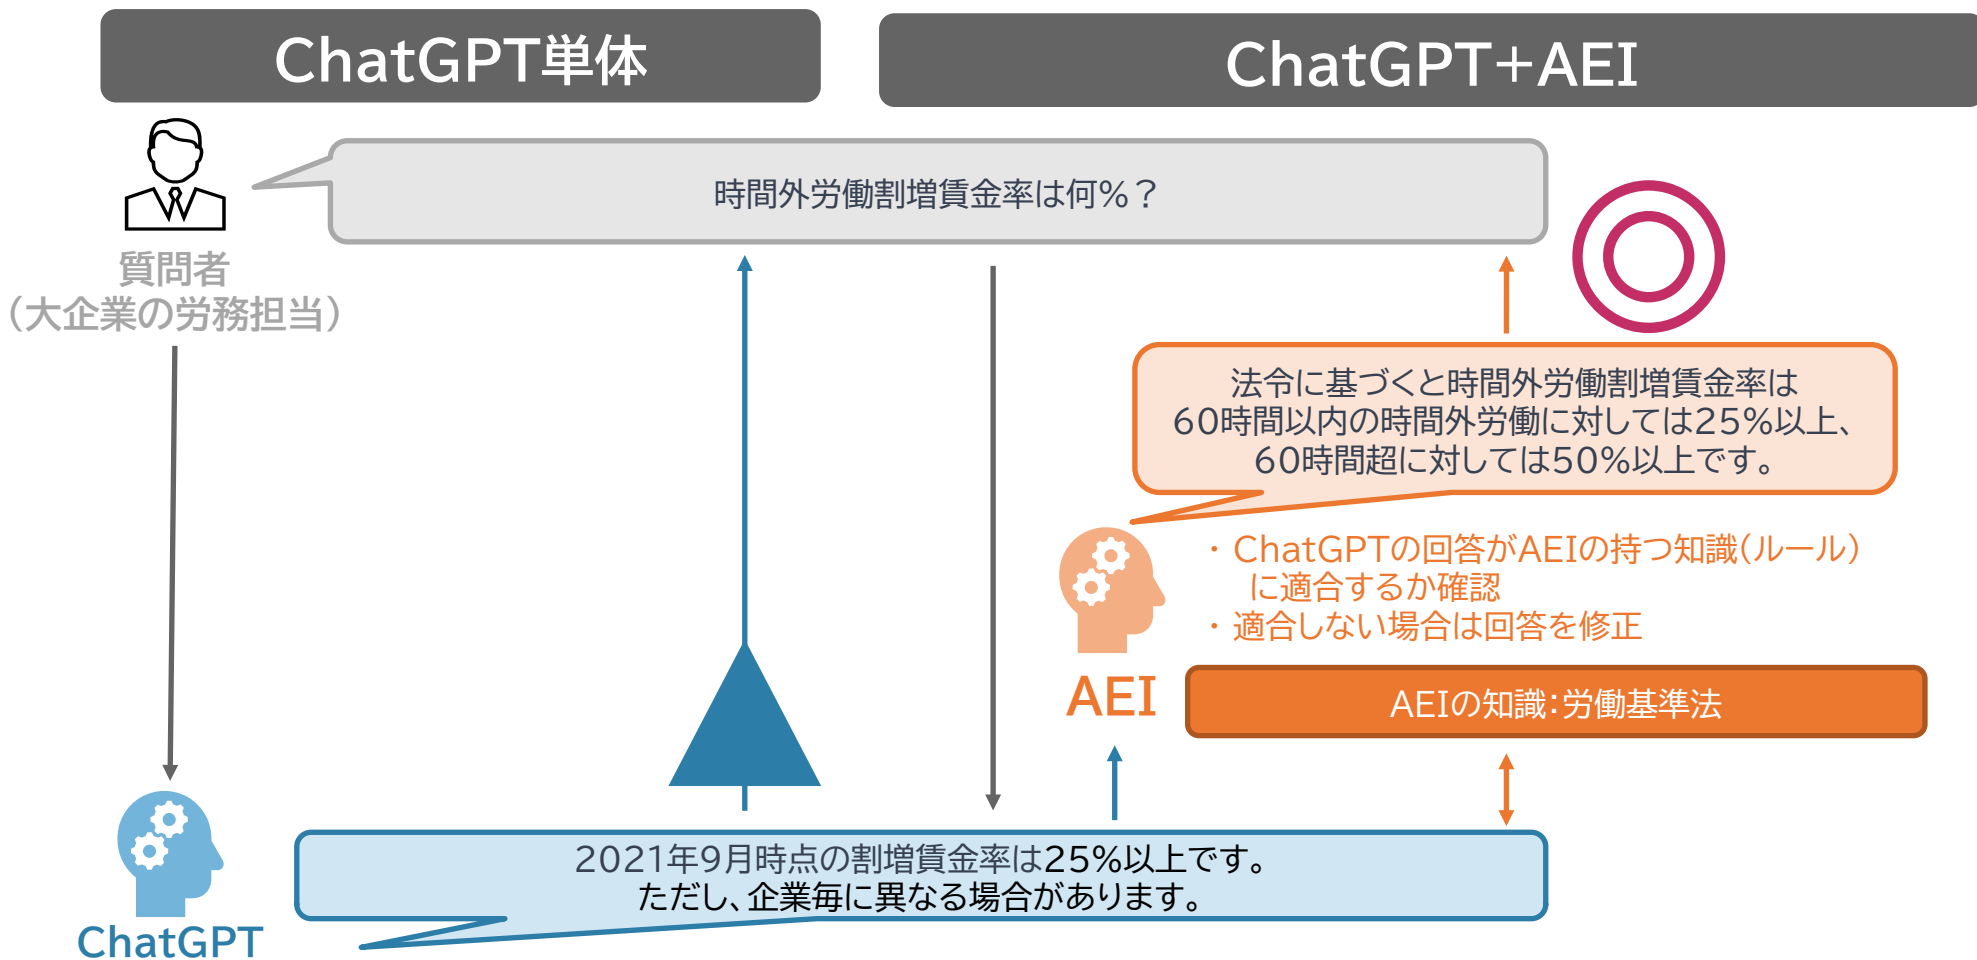 ChatGPT単体
ChatGPT+AEI
時間外労働割増賃金率は何%?
質問者
(大企業の労務担当)
法令に基づくと時間外労働割増賃金率は
60時間以内の時間外労働に対しては25%以上、
60時間超に対しては50%以上です。
・ChatGPTの回答がAEIの持つ知識(ルール)
に適合するか確認
・適合しない場合は回答を修正
AEI
AEIの知識:労働基準法
2021年9月時点の割増賃金率は25%以上です。
ただし、企業毎に異なる場合があります。
ChatGPT